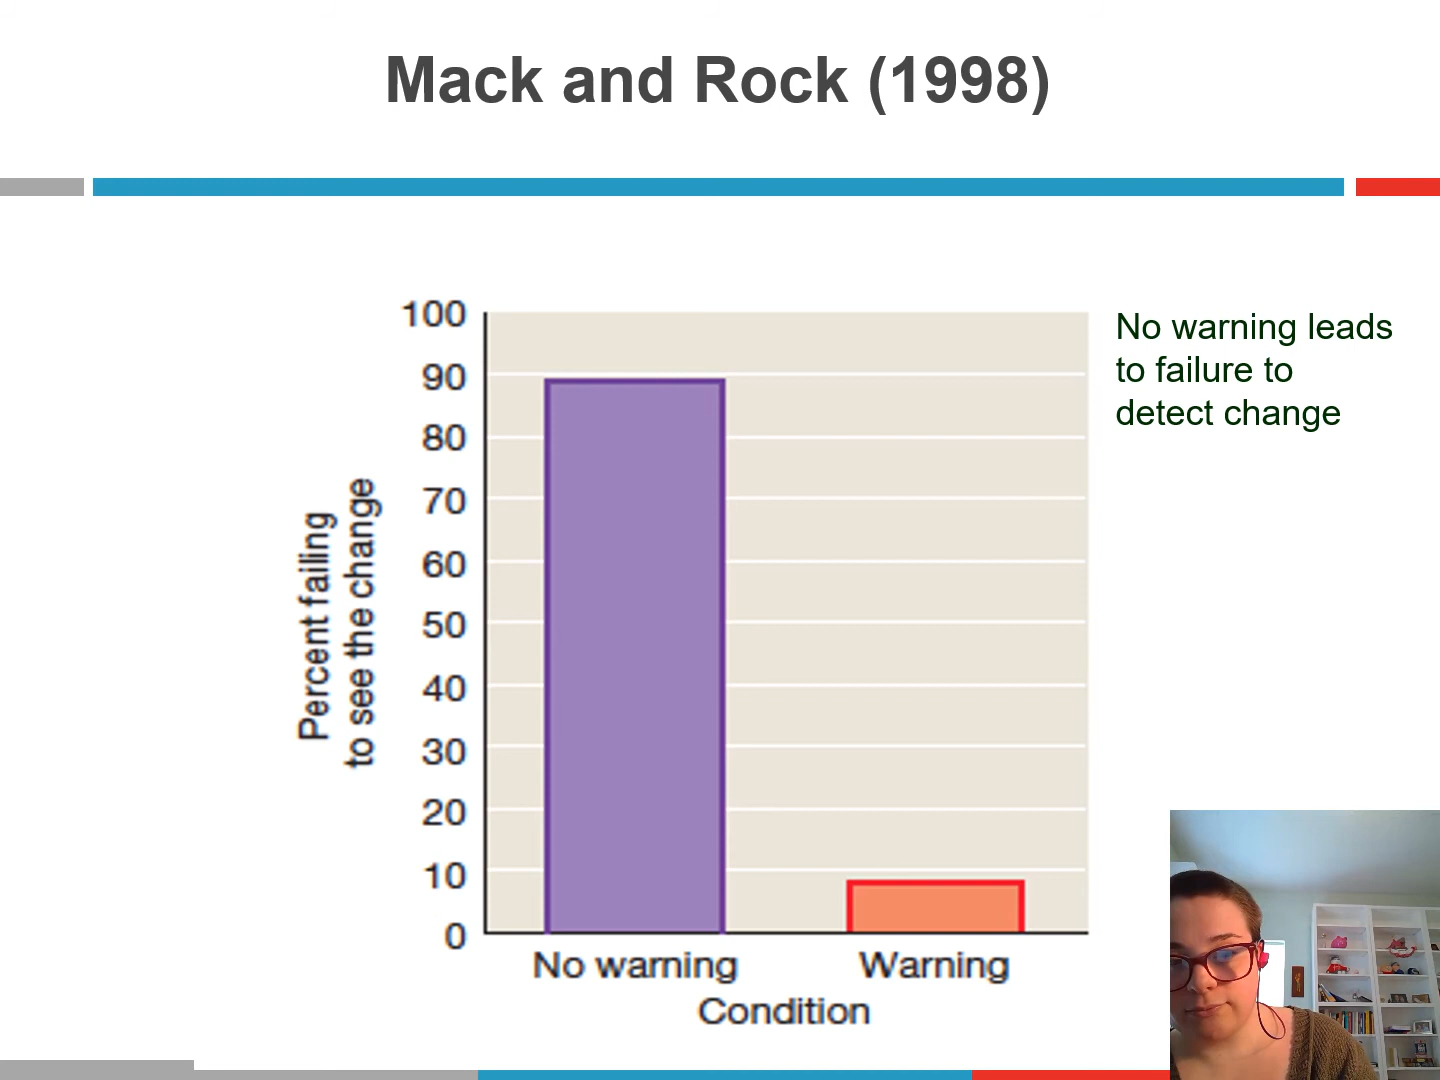 Mack and Rock (1998)
No warning leads
to failure to
detect change
Percent failing
to see the change
100
90
80
70
60
50
40
30
20
10
0
No warning
Warning
Condition